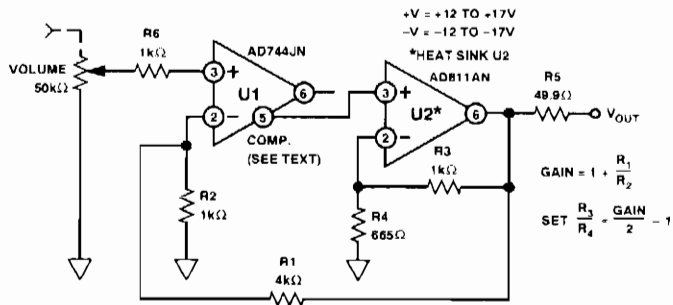 +V = +12 TO +17V
−V = −12 TO −17V
*HEAT SINK U2
R6
1kΩ
AD744JN
VOLUME
50kΩ
3
+
U1
6
2
−
5
COMP.
(SEE TEXT)
AD811AN
3
+
U2*
6
2
−
R5
49.9Ω
VOUT
R3
1kΩ
R2
1kΩ
R4
665Ω
R1
4kΩ
GAIN = 1 + R1/R2
SET R3/R4 = GAIN/2 − 1